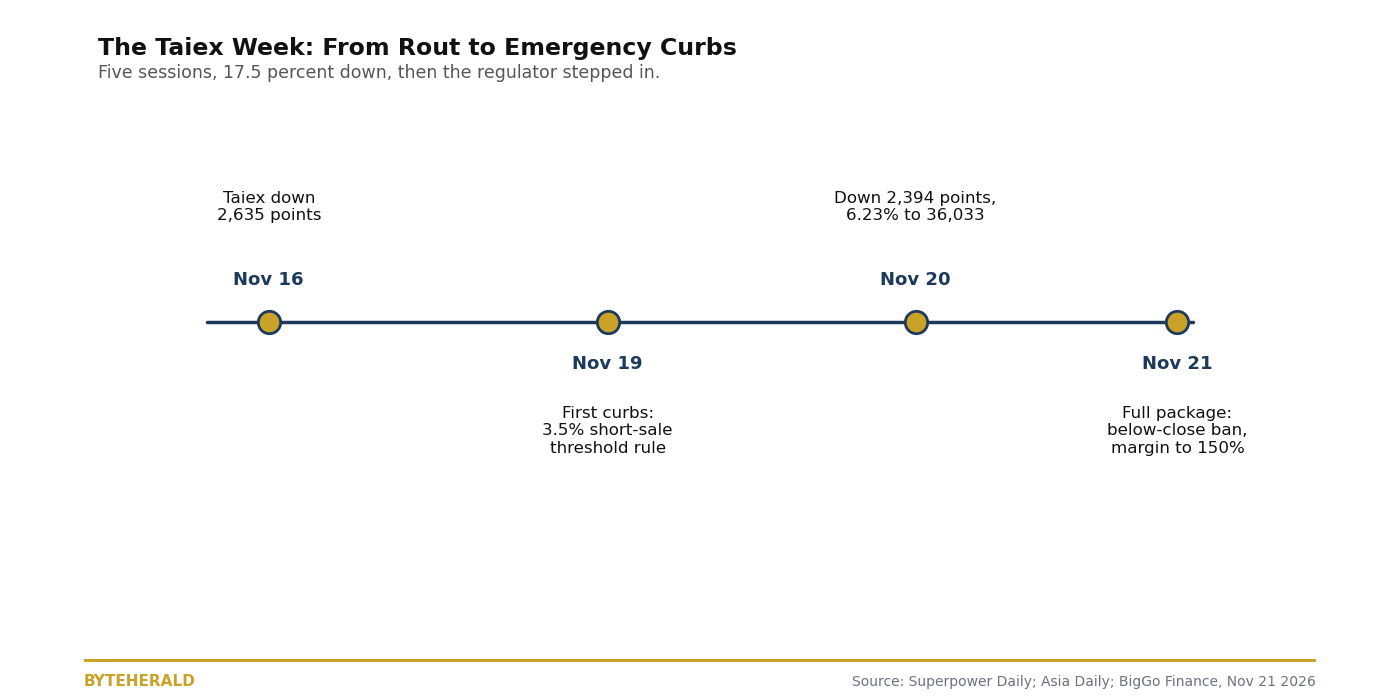 The Taiex Week: From Rout to Emergency Curbs
Five sessions, 17.5 percent down, then the regulator stepped in.
Taiex down
2,635 points
Nov 16
First curbs:
3.5% short-sale
threshold rule
Nov 19
Down 2,394 points,
6.23% to 36,033
Nov 20
Nov 21
Full package:
below-close ban,
margin to 150%
BYTEHERALD
Source: Superpower Daily; Asia Daily; BigGo Finance, Nov 21 2026